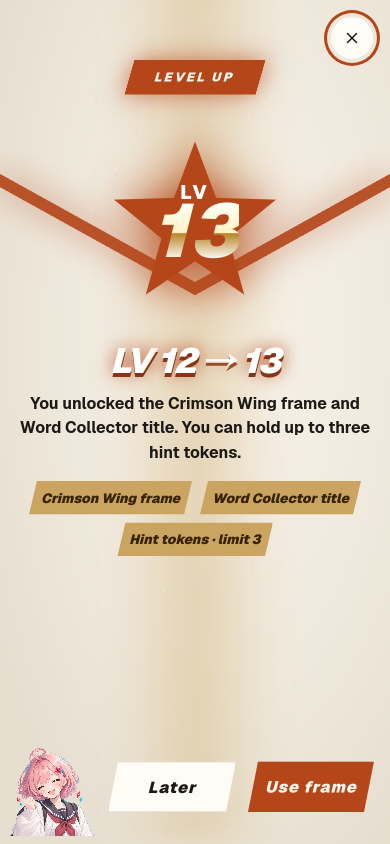 ×
LEVEL UP
LV
13
LV 12 → 13
You unlocked the Crimson Wing frame and
Word Collector title. You can hold up to three
hint tokens.
Crimson Wing frame
Word Collector title
Hint tokens · limit 3
Later
Use frame